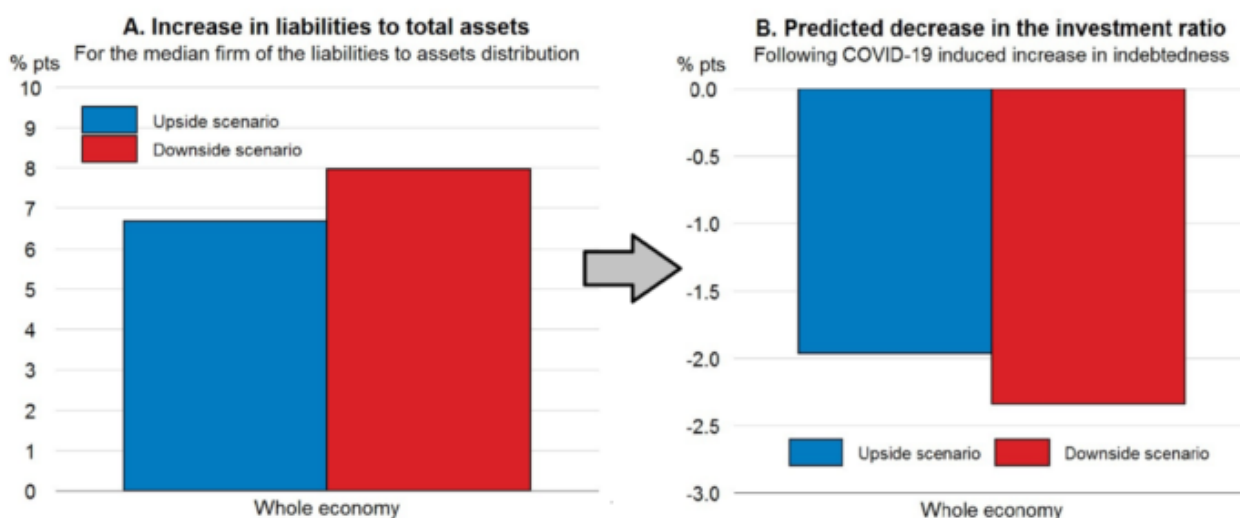 A. Increase in liabilities to total assets
For the median firm of the liabilities to assets distribution
% pts
10
9
8
7
6
5
4
3
2
1
0
Upside scenario
Downside scenario
Whole economy
B. Predicted decrease in the investment ratio
Following COVID-19 induced increase in indebtedness
% pts
0.0
-0.5
-1.0
-1.5
-2.0
-2.5
-3.0
Upside scenario Downside scenario
Whole economy